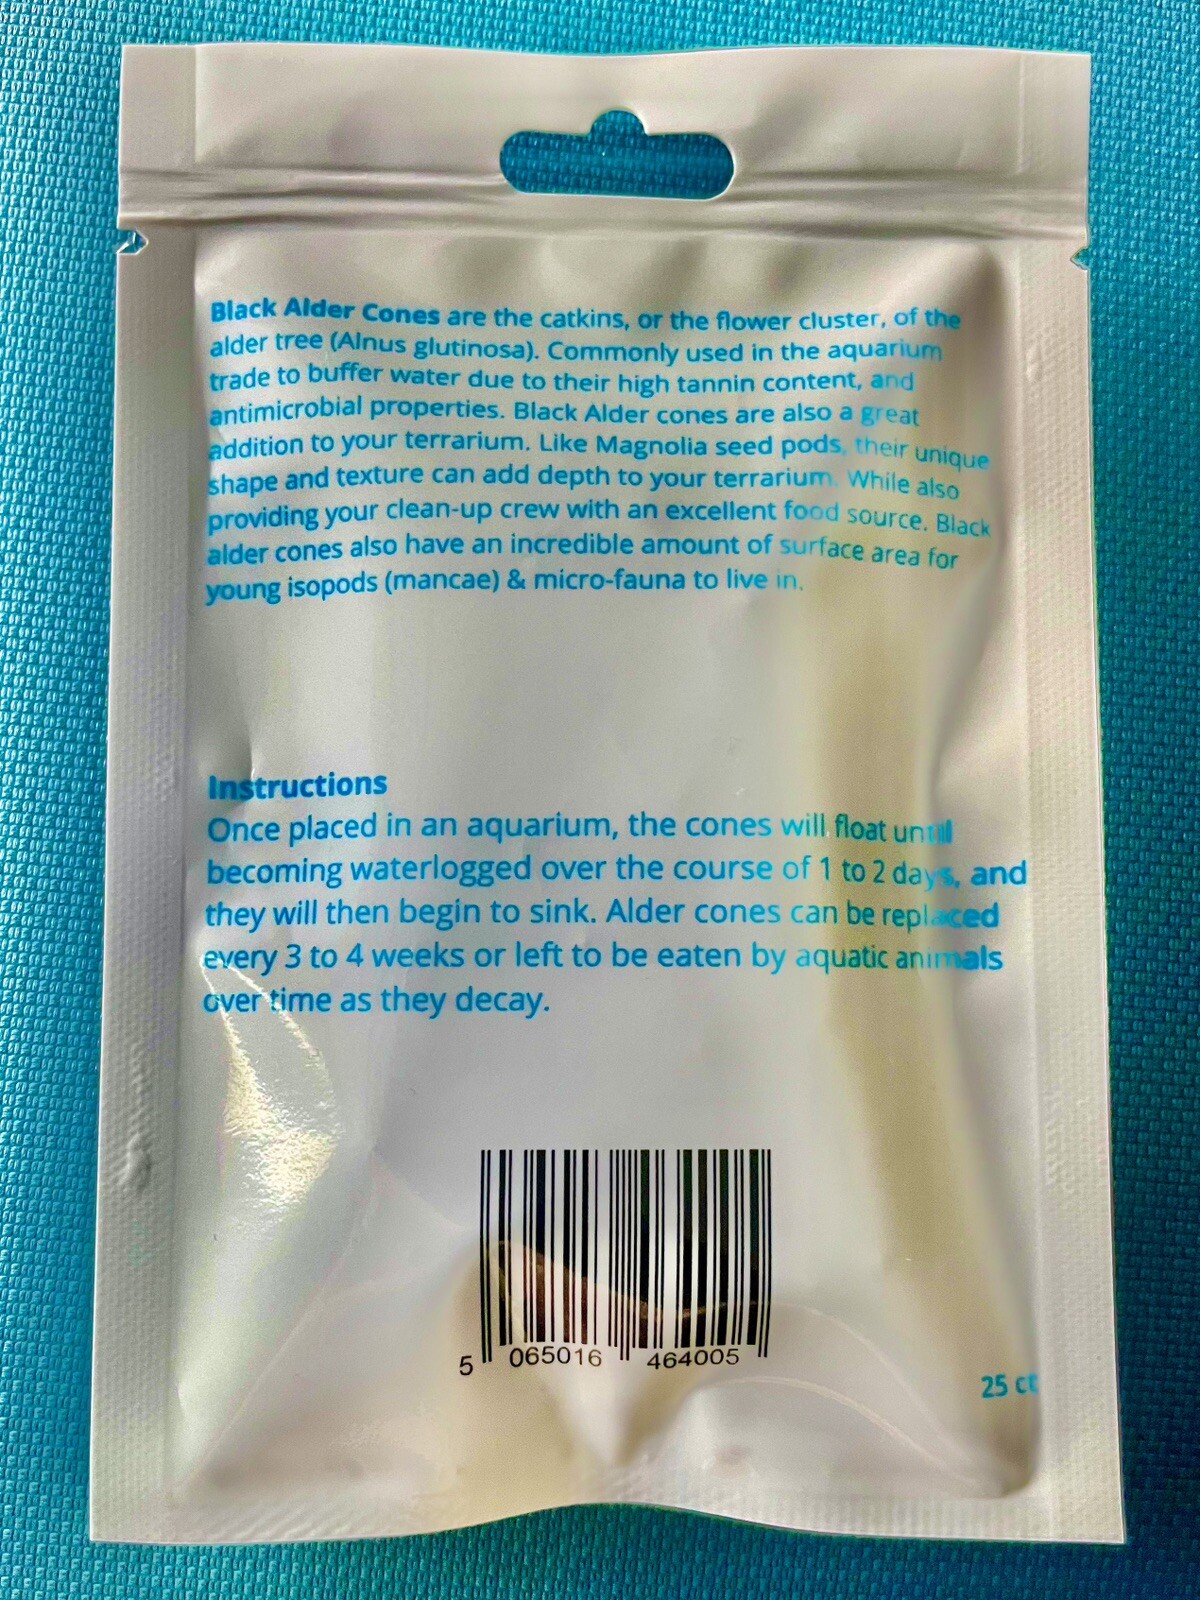 Black Alder Cones are the catkins, or the flower cluster, of the
alder tree (Alnus glutinosa). Commonly used in the aquarium
trade to buffer water due to their high tannin content, and
antimicrobial properties. Black Alder cones are also a great
addition to your terrarium. Like Magnolia seed pods, their unique
shape and texture can add depth to your terrarium. While also
providing your clean-up crew with an excellent food source. Black
alder cones also have an incredible amount of surface area for
young isopods (mancae) & micro-fauna to live in.
Instructions
Once placed in an aquarium, the cones will float until
becoming waterlogged over the course of 1 to 2 days, and
they will then begin to sink. Alder cones can be replaced
every 3 to 4 weeks or left to be eaten by aquatic animals
over time as they decay.
5 065016 464005
25 ct